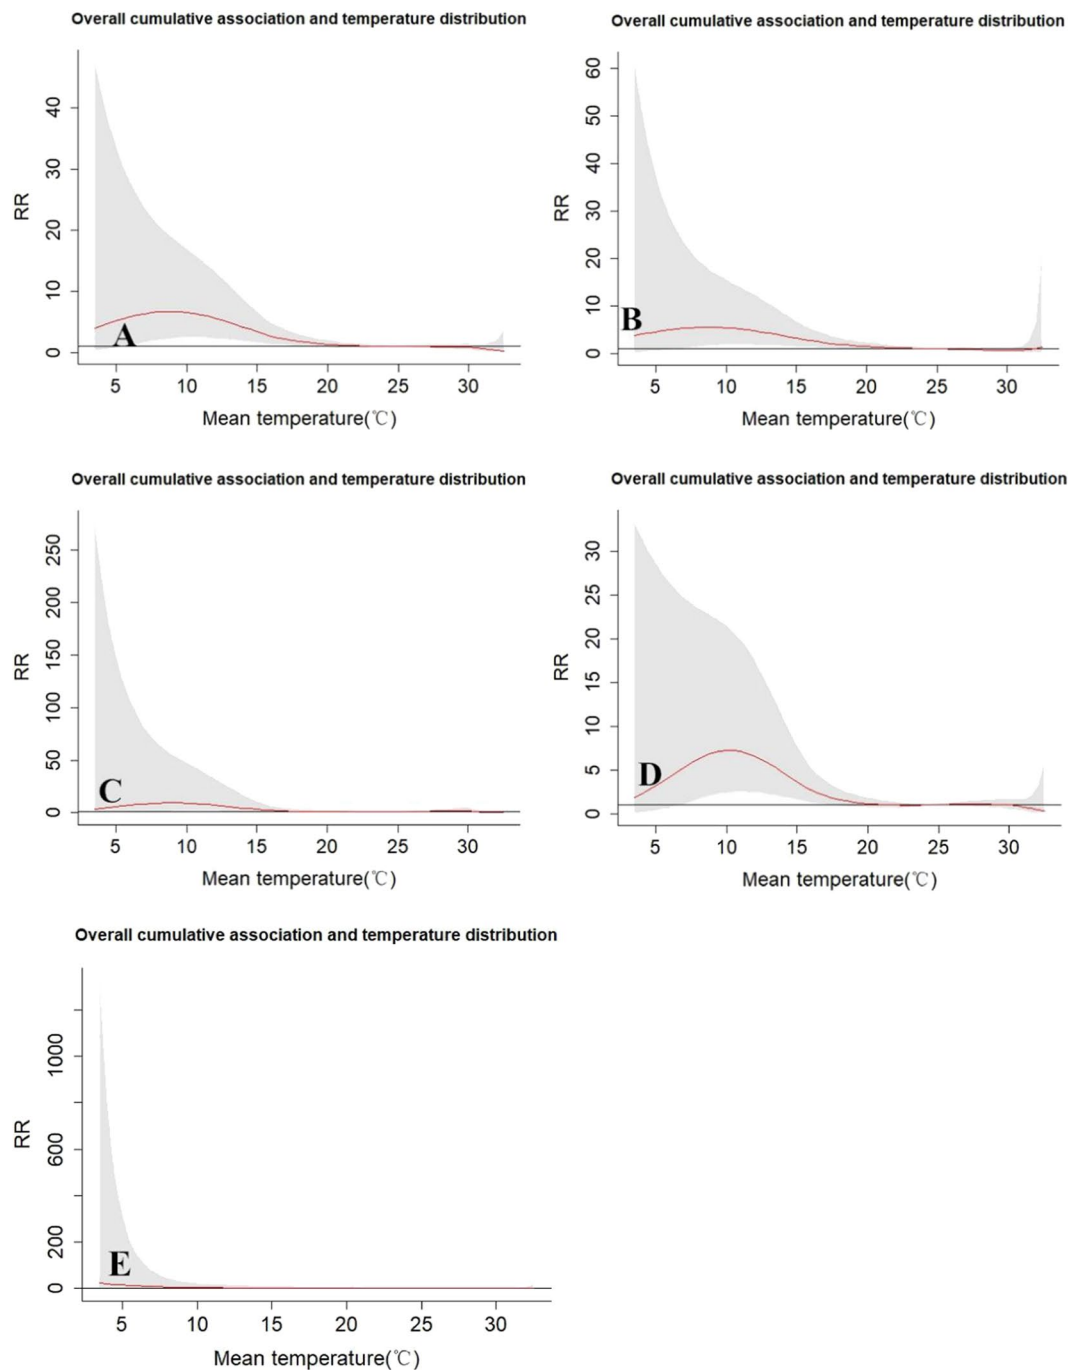 Overall cumulative association and temperature distribution
RR
0 10 20 30 40
A
5 10 15 20 25 30
Mean temperature(℃)
Overall cumulative association and temperature distribution
RR
0 10 20 30 40 50 60
B
5 10 15 20 25 30
Mean temperature(℃)
Overall cumulative association and temperature distribution
RR
0 50 100 150 200 250
C
5 10 15 20 25 30
Mean temperature(℃)
Overall cumulative association and temperature distribution
RR
0 5 10 15 20 25 30
D
5 10 15 20 25 30
Mean temperature(℃)
Overall cumulative association and temperature distribution
RR
0 200 600 1000
E
5 10 15 20 25 30
Mean temperature(℃)